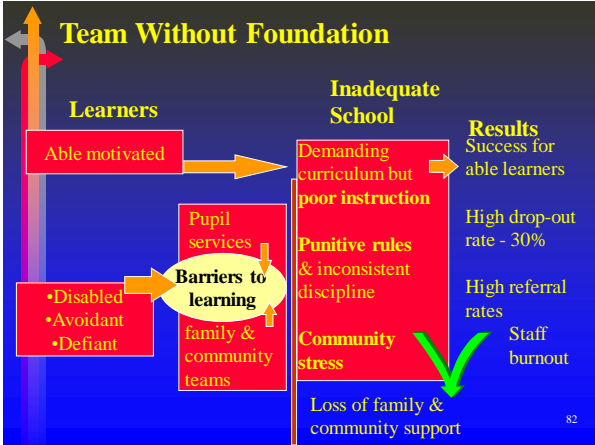 Team Without Foundation
Learners
Able motivated
•Disabled
•Avoidant
•Defiant
Pupil
services
Barriers to
learning
family &
community
teams
Inadequate
School
Demanding
curriculum but
poor instruction
Punitive rules
& inconsistent
discipline
Community
stress
Results
Success for
able learners
High drop-out
rate - 30%
High referral
rates
Staff
burnout
Loss of family &
community support
82